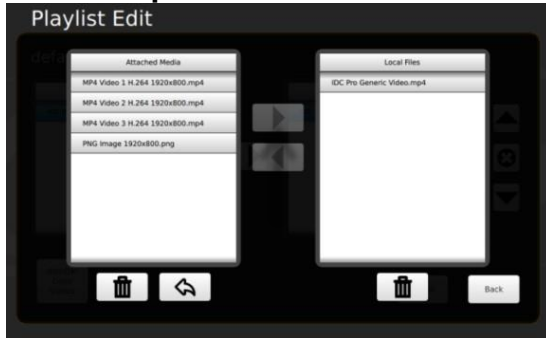 Playlist Edit
Attached Media
MP4 Video 1 H.264 1920x800.mp4
MP4 Video 2 H.264 1920x800.mp4
MP4 Video 3 H.264 1920x800.mp4
PNG Image 1920x800.png
Local Files
IDC Pro Generic Video.mp4
Back